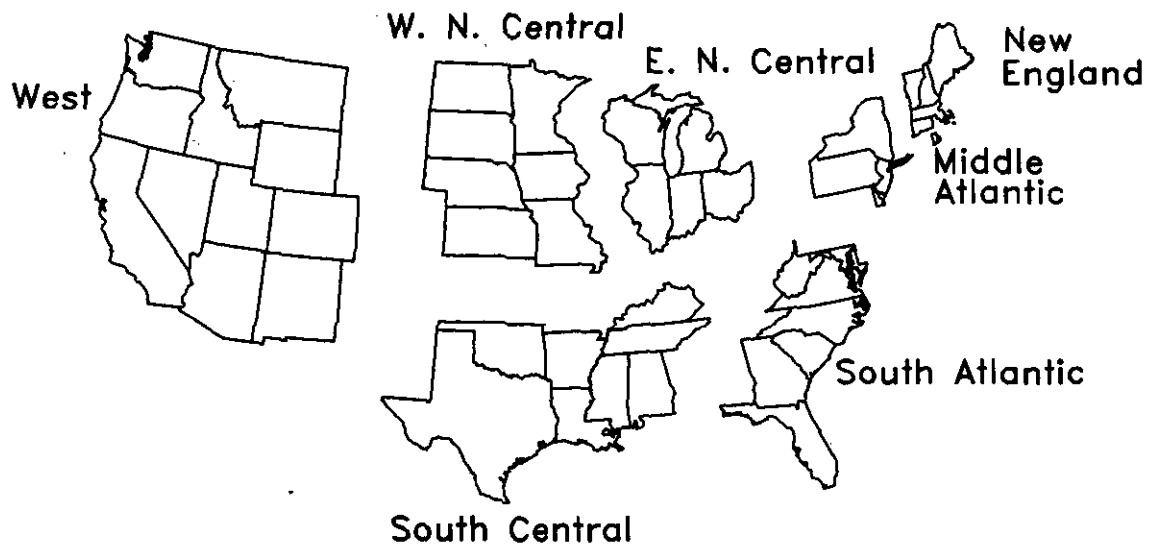 W. N. Central
E. N. Central
New
England
West
Middle
Atlantic
South Atlantic
South Central